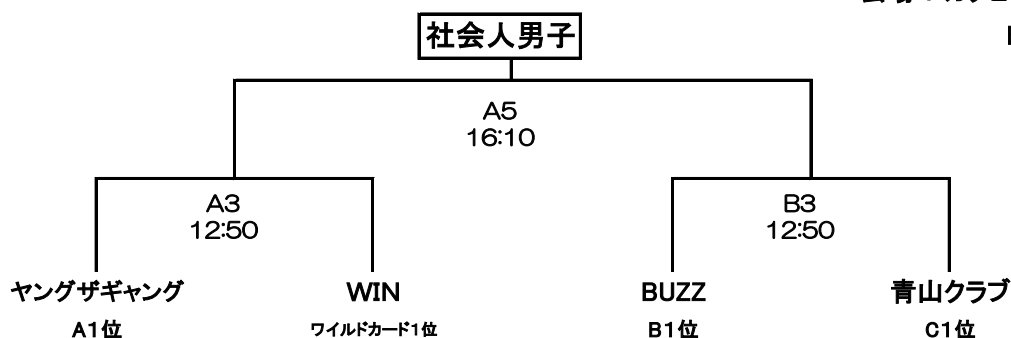 社会人男子
A5
16:10
A3
12:50
B3
12:50
ヤングザギャング
WIN
BUZZ
青山クラブ
A1位
ワイルドカード1位
B1位
C1位